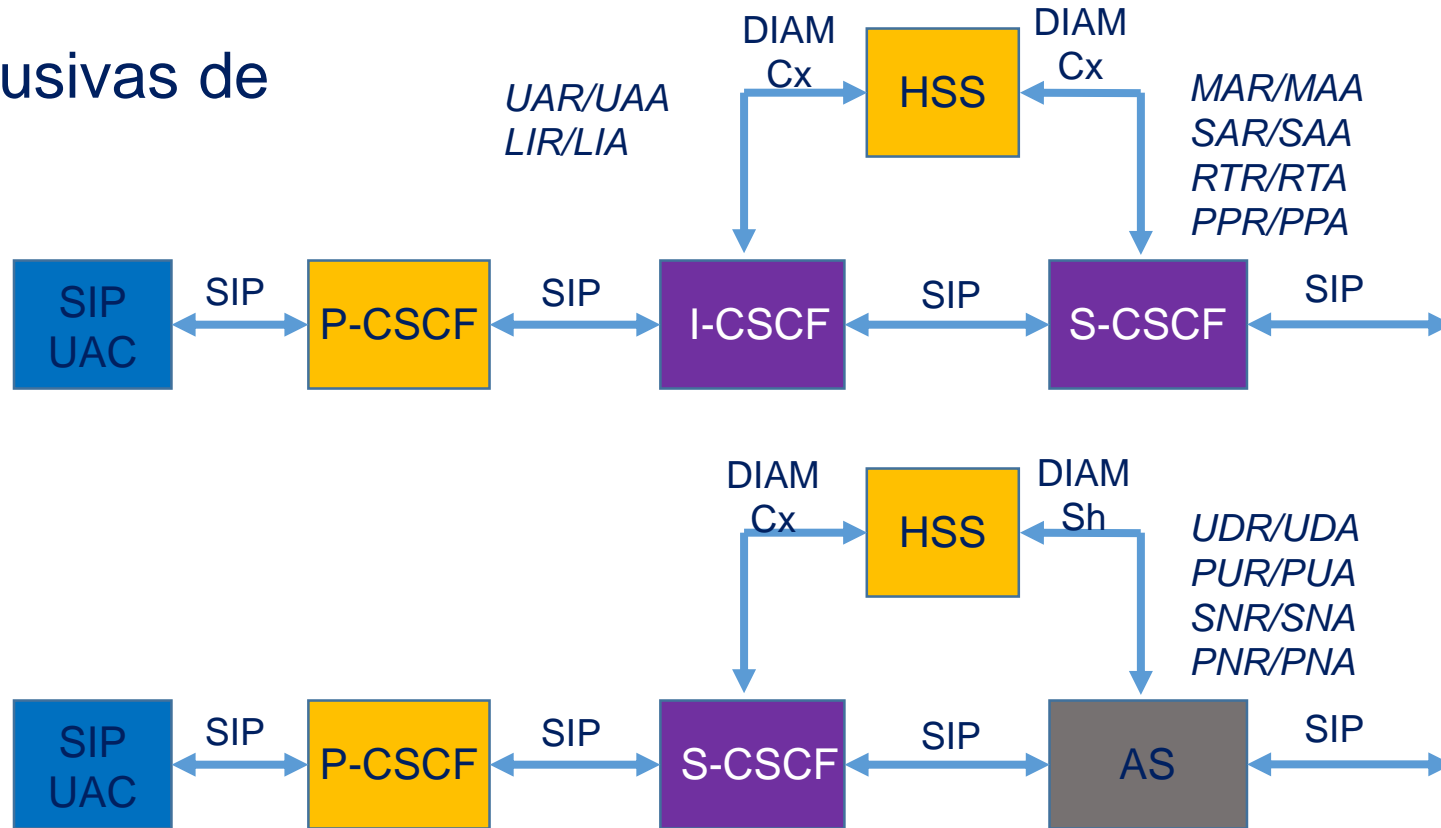 usivas de
DIAM
Cx
HSS
DIAM
Cx
UAR/UAA
LIR/LIA
MAR/MAA
SAR/SAA
RTR/RTA
PPR/PPA
SIP
UAC
SIP
P-CSCF
SIP
I-CSCF
SIP
S-CSCF
SIP
DIAM
Cx
HSS
DIAM
Sh
UDR/UDA
PUR/PUA
SNR/SNA
PNR/PNA
SIP
UAC
SIP
P-CSCF
SIP
S-CSCF
SIP
AS
SIP